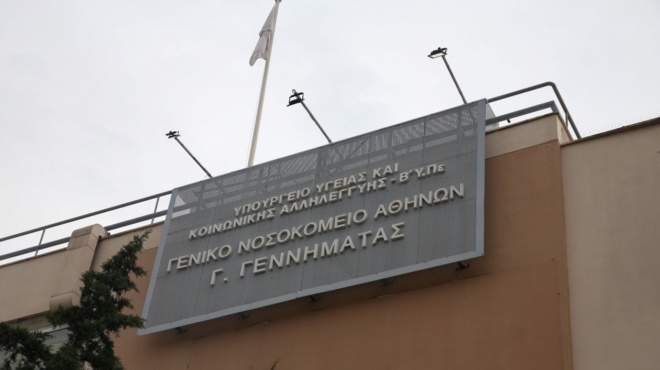 ΥΠΟΥΡΓΕΙΟ ΥΓΕΙΑΣ ΚΑΙ
ΚΟΙΝΩΝΙΚΗΣ ΑΛΛΗΛΕΓΓΥΗΣ - Β΄Υ.Πε
ΓΕΝΙΚΟ ΝΟΣΟΚΟΜΕΙΟ ΑΘΗΝΩΝ
Γ. ΓΕΝΝΗΜΑΤΑΣ